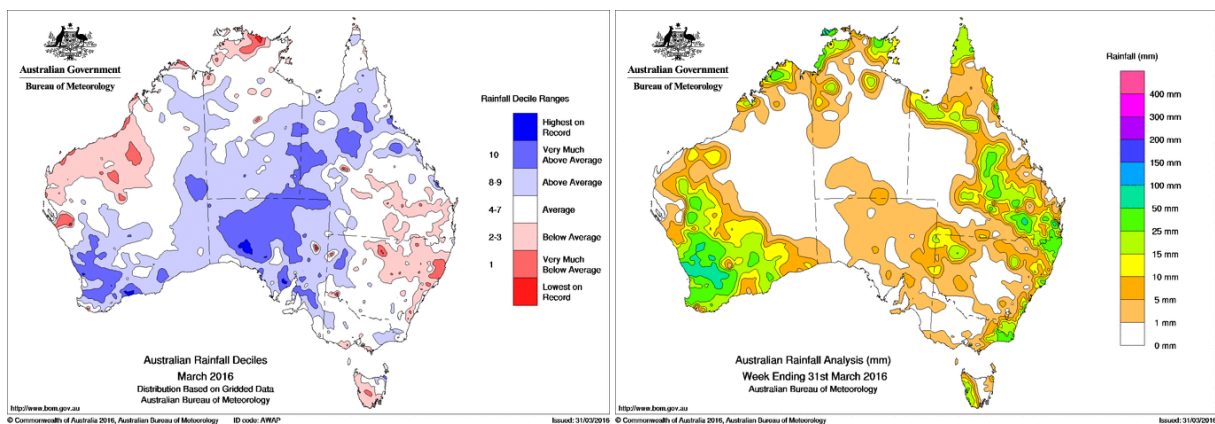 Australian Government
Bureau of Meteorology
Rainfall Decile Ranges
Highest on
Record
10
Very Much
Above Average
8-9
Above Average
4-7
Average
2-3
Below Average
1
Very Much
Below Average
Lowest on
Record
Australian Rainfall Deciles
March 2016
Distribution Based on Gridded Data
Australian Bureau of Meteorology
http://www.bom.gov.au
© Commonwealth of Australia 2016, Australian Bureau of Meteorology
ID code: AWAP
Issued: 31/03/2016
Australian Government
Bureau of Meteorology
Rainfall (mm)
400 mm
300 mm
200 mm
150 mm
100 mm
50 mm
25 mm
15 mm
10 mm
5 mm
1 mm
0 mm
Australian Rainfall Analysis (mm)
Week Ending 31st March 2016
Australian Bureau of Meteorology
http://www.bom.gov.au
© Commonwealth of Australia 2016, Australian Bureau of Meteorology
Issued: 31/03/2016